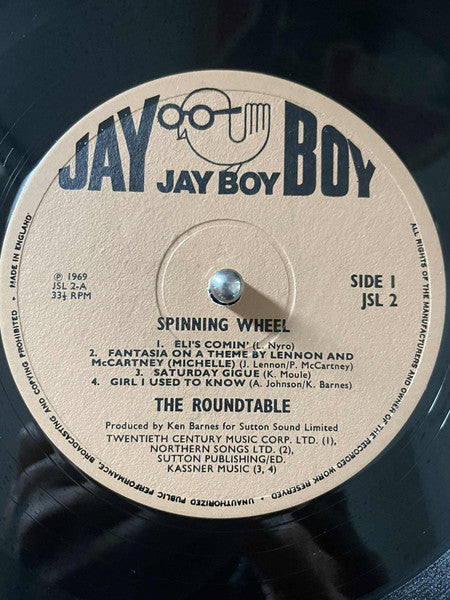 JAY BOY
JAY BOY
MADE IN ENGLAND
℗ 1969
JSL 2-A
33⅓ RPM
SIDE 1
JSL 2
SPINNING WHEEL
1. ELI'S COMIN' (L. Nyro)
2. FANTASIA ON A THEME BY LENNON AND
McCARTNEY (MICHELLE) (J. Lennon/P. McCartney)
3. SATURDAY GIGUE (K. Moule)
4. GIRL I USED TO KNOW (A. Johnson/K. Barnes)
THE ROUNDTABLE
Produced by Ken Barnes for Sutton Sound Limited
TWENTIETH CENTURY MUSIC CORP. LTD. (1),
NORTHERN SONGS LTD. (2),
SUTTON PUBLISHING/ED.
KASSNER MUSIC (3, 4)
ALL RIGHTS OF THE MANUFACTURERS AND OWNER OF THE RECORDED WORK RESERVED • UNAUTHORIZED PUBLIC PERFORMANCE, BROADCASTING AND COPYING PROHIBITED •